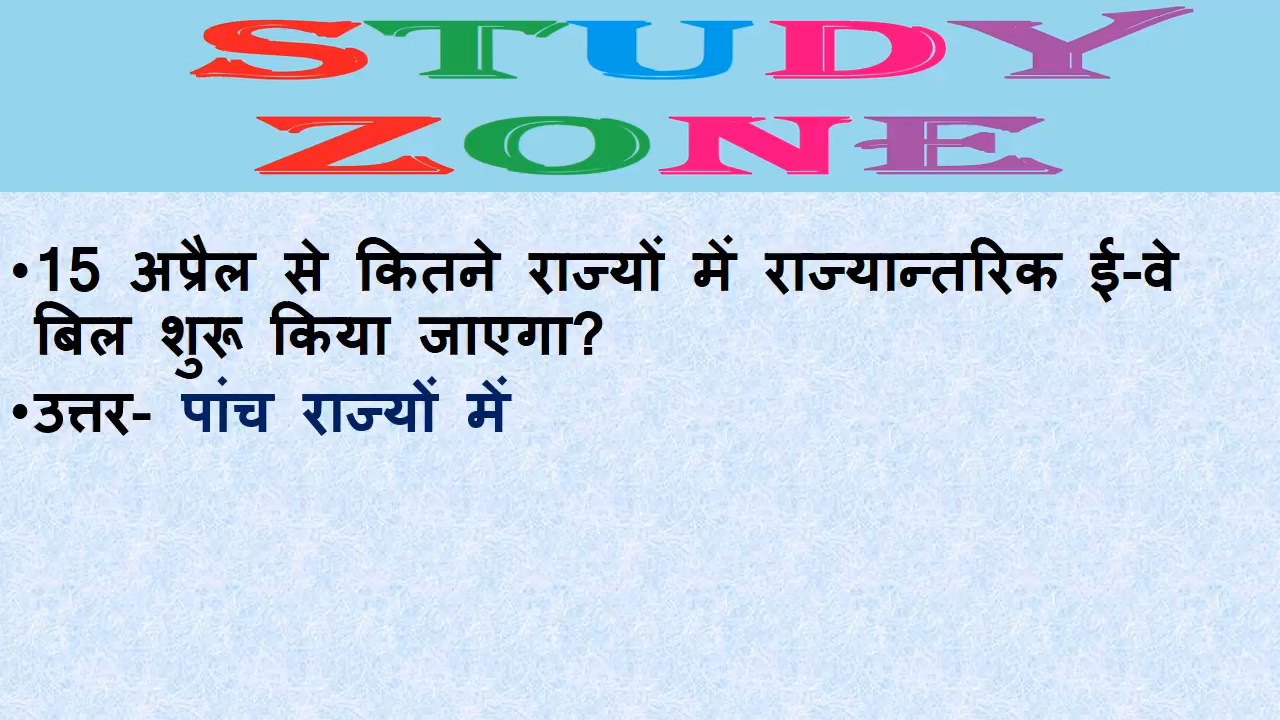 STUDY
ZONE
•15 अप्रैल से कितने राज्यों में राज्यान्तरिक ई-वे
बिल शुरू किया जाएगा?
•उत्तर- पांच राज्यों में